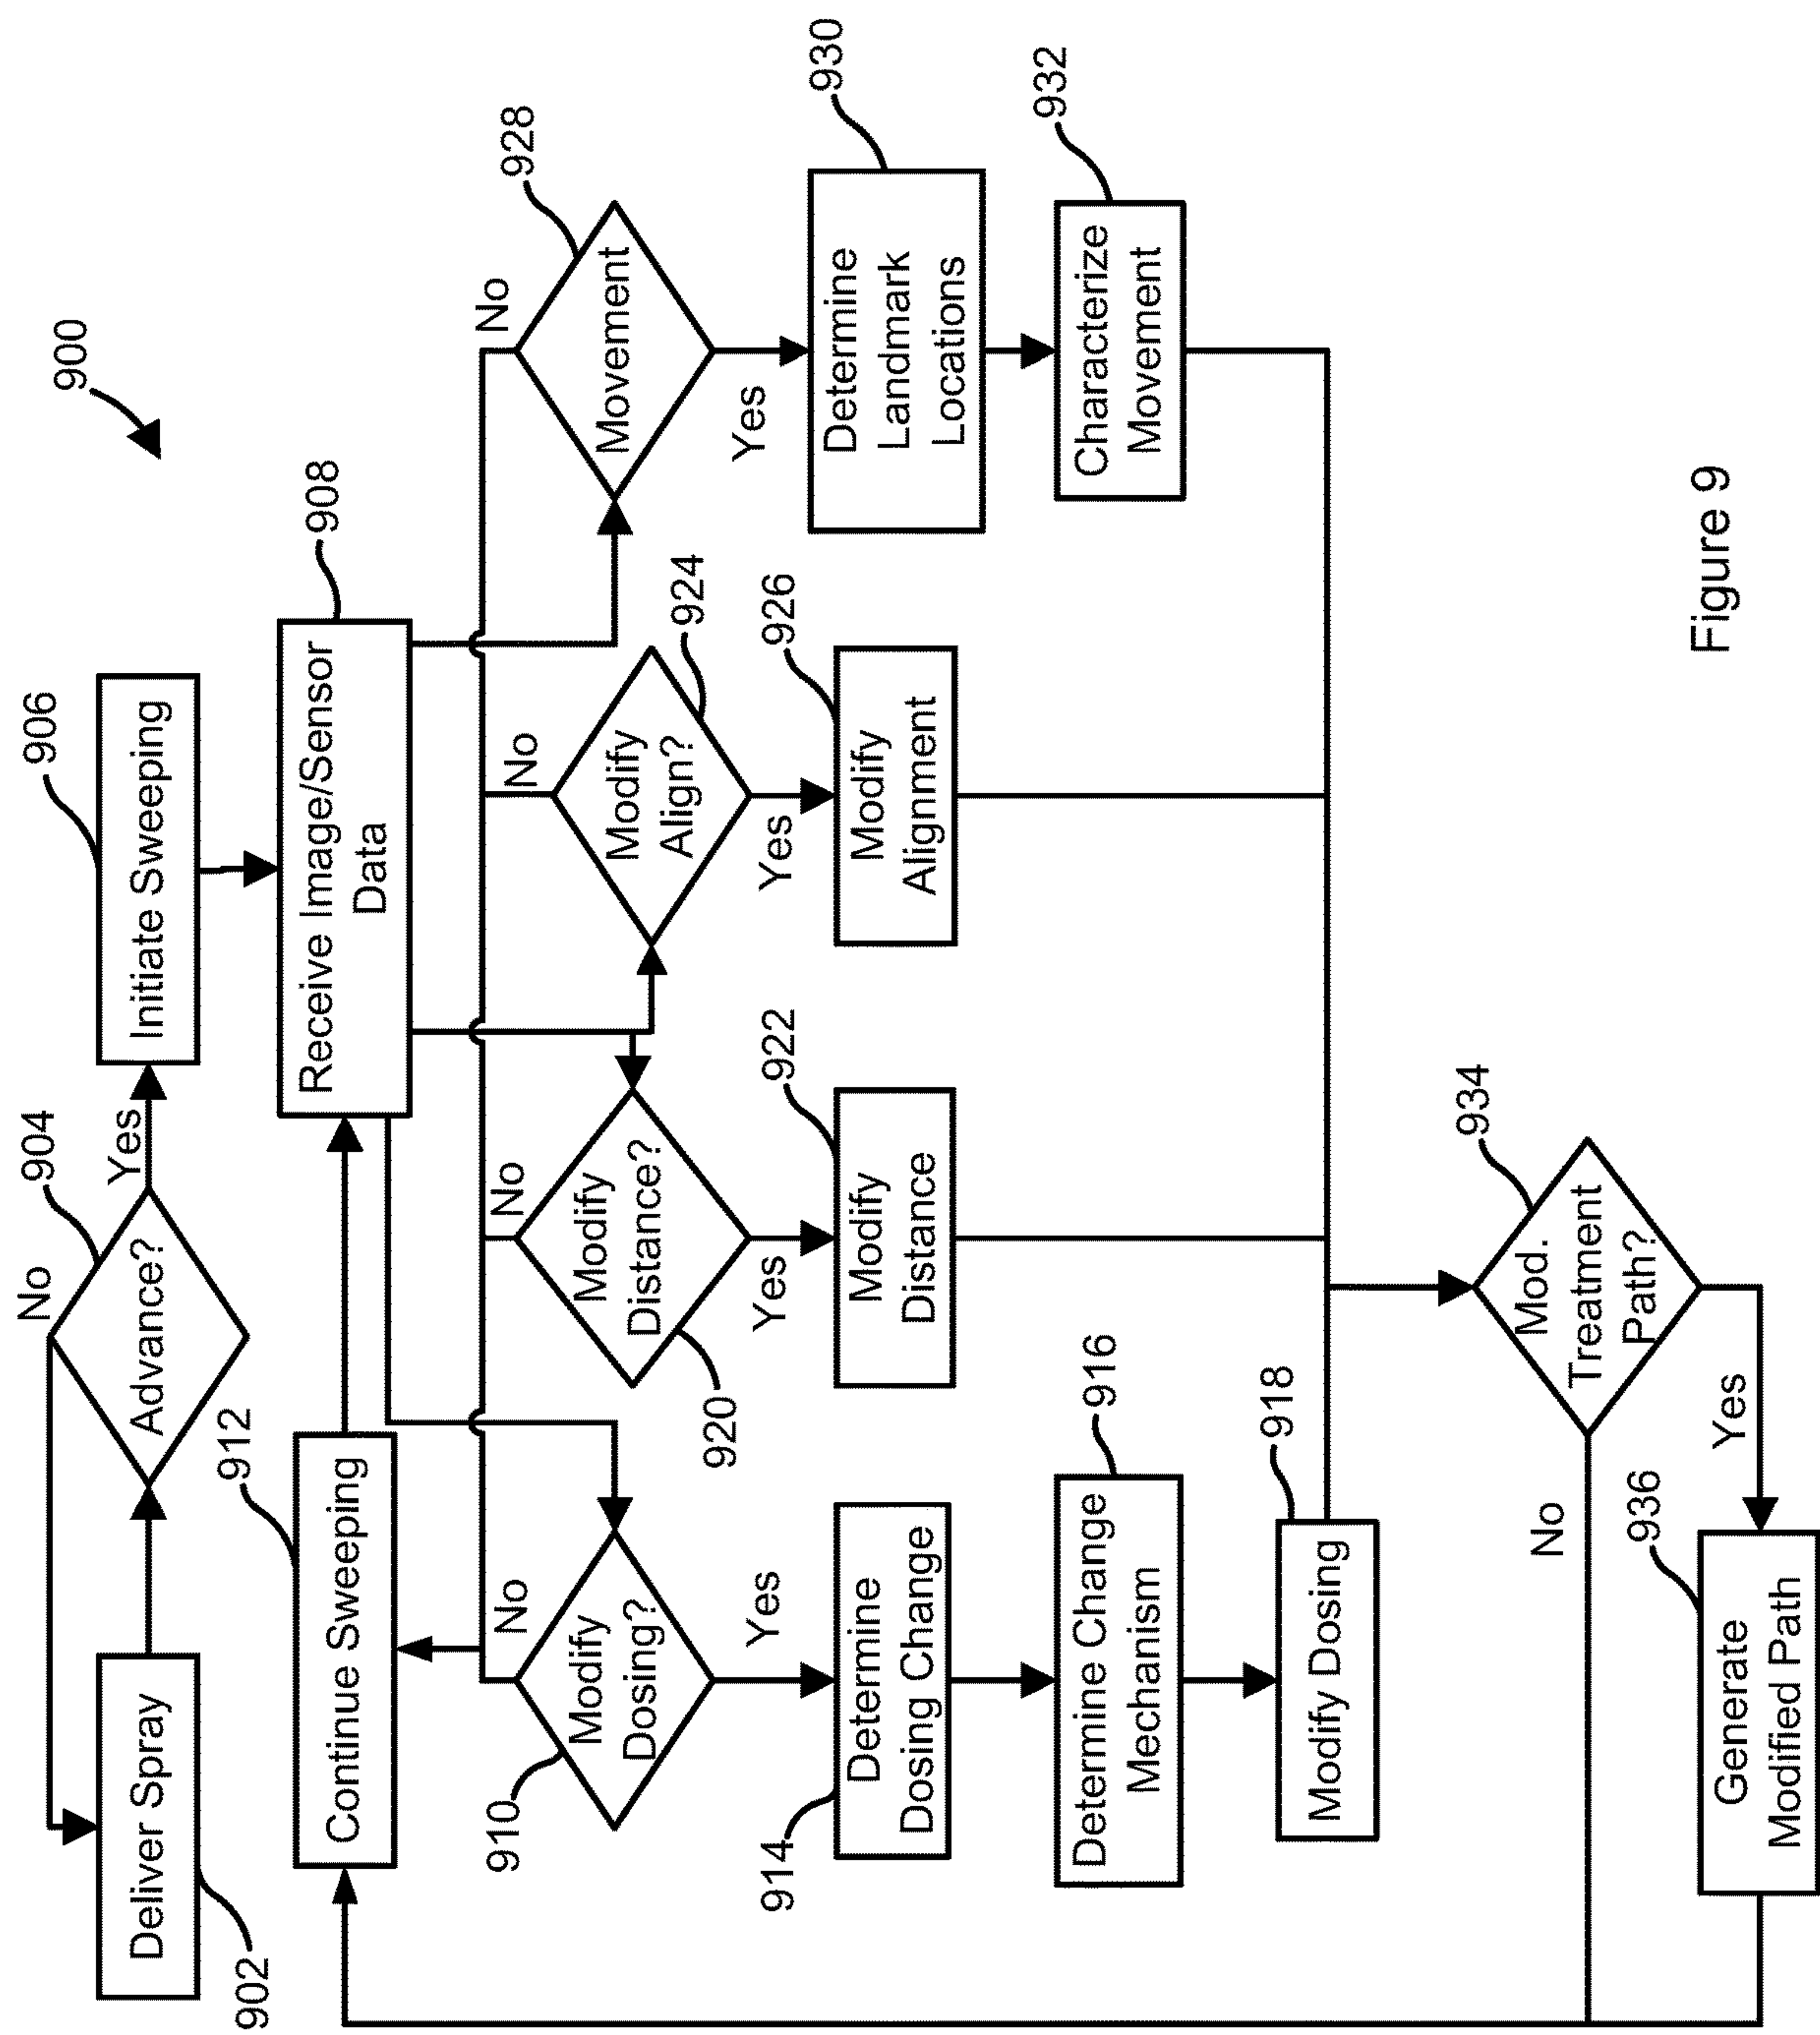 900
902
Deliver Spray
No
904
Advance?
Yes
906
Initiate Sweeping
912
Continue Sweeping
908
Receive Image/Sensor
Data
910
No
Modify
Dosing?
Yes
920
No
Modify
Distance?
Yes
924
No
Modify
Align?
Yes
928
No
Movement
Yes
914
Determine
Dosing Change
922
Modify
Distance
926
Modify
Alignment
930
Determine
Landmark
Locations
916
Determine Change
Mechanism
932
Characterize
Movement
918
Modify Dosing
934
Mod.
Treatment
Path?
No
Yes
936
Generate
Modified Path
Figure 9